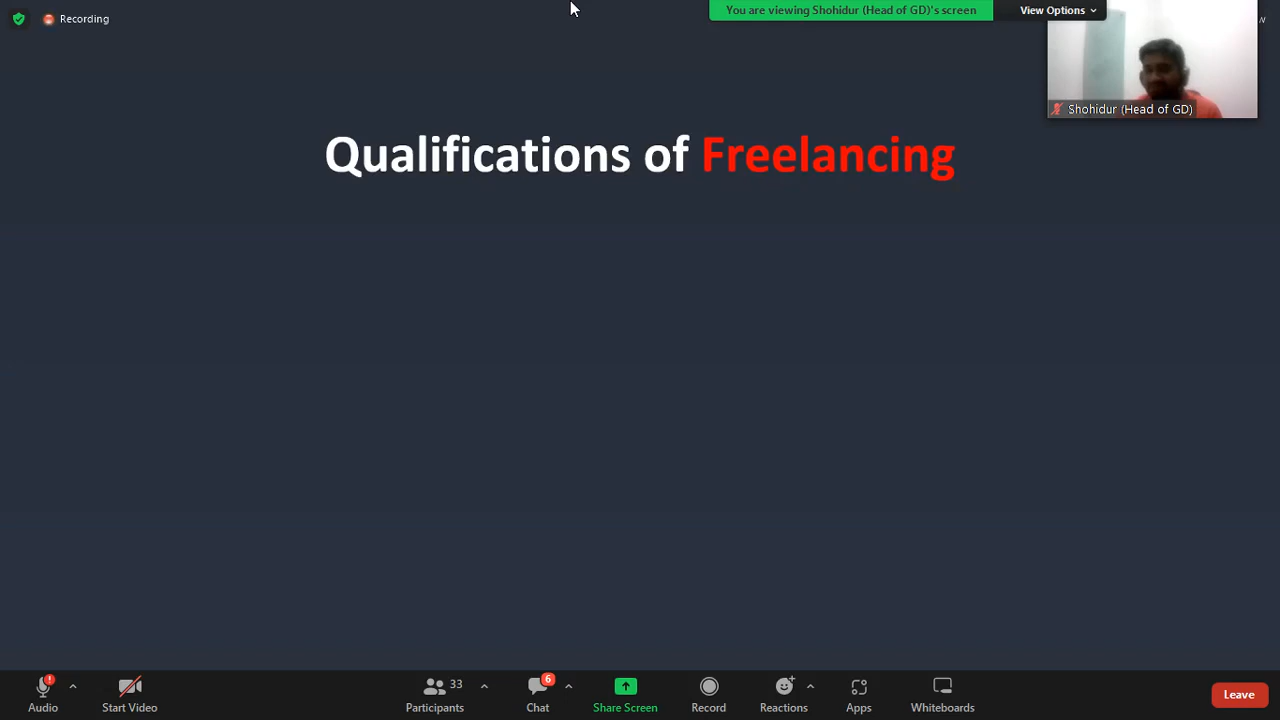 Recording
You are viewing Shohidur (Head of GD)'s screen
View Options
Shohidur (Head of GD)
Qualifications of Freelancing
Audio
Start Video
33
Participants
6
Chat
Share Screen
Record
Reactions
Apps
Whiteboards
Leave